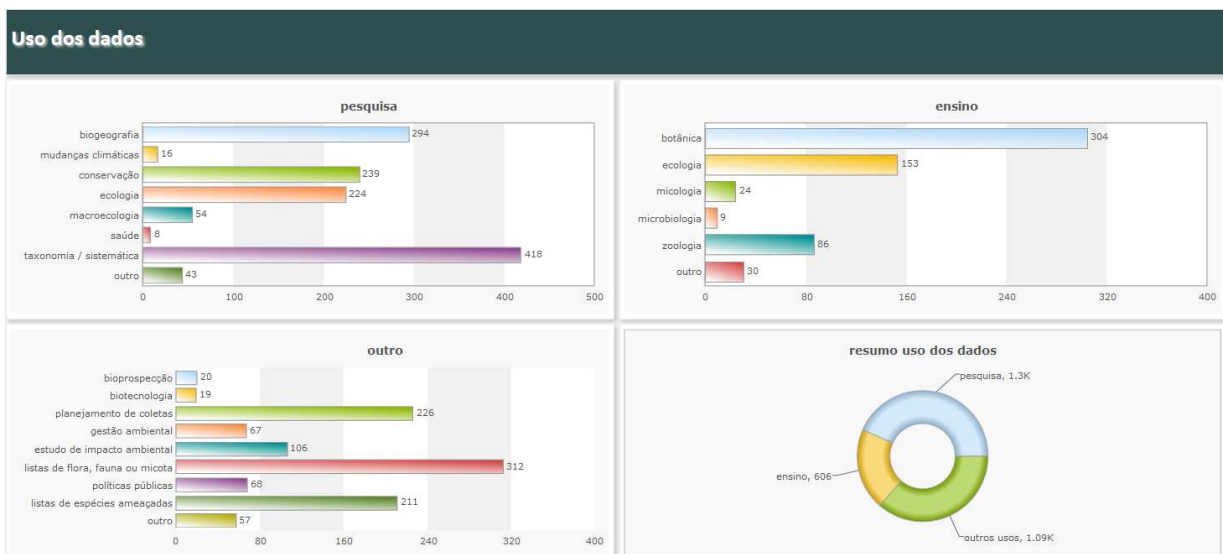 Uso dos dados
pesquisa
biogeografia 294
mudanças climáticas 16
conservação 239
ecologia 224
macroecologia 54
saúde 8
taxonomia / sistemática 418
outro 43
0 100 200 300 400 500
ensino
botânica 304
ecologia 153
micologia 24
microbiologia 9
zoologia 86
outro 30
0 80 160 240 320 400
outro
bioprospecção 20
biotecnologia 19
planejamento de coletas 226
gestão ambiental 67
estudo de impacto ambiental 106
listas de flora, fauna ou micota 312
políticas públicas 68
listas de espécies ameaçadas 211
outro 57
0 80 160 240 320 400
resumo uso dos dados
pesquisa, 1.3K
ensino, 606
outros usos, 1.09K